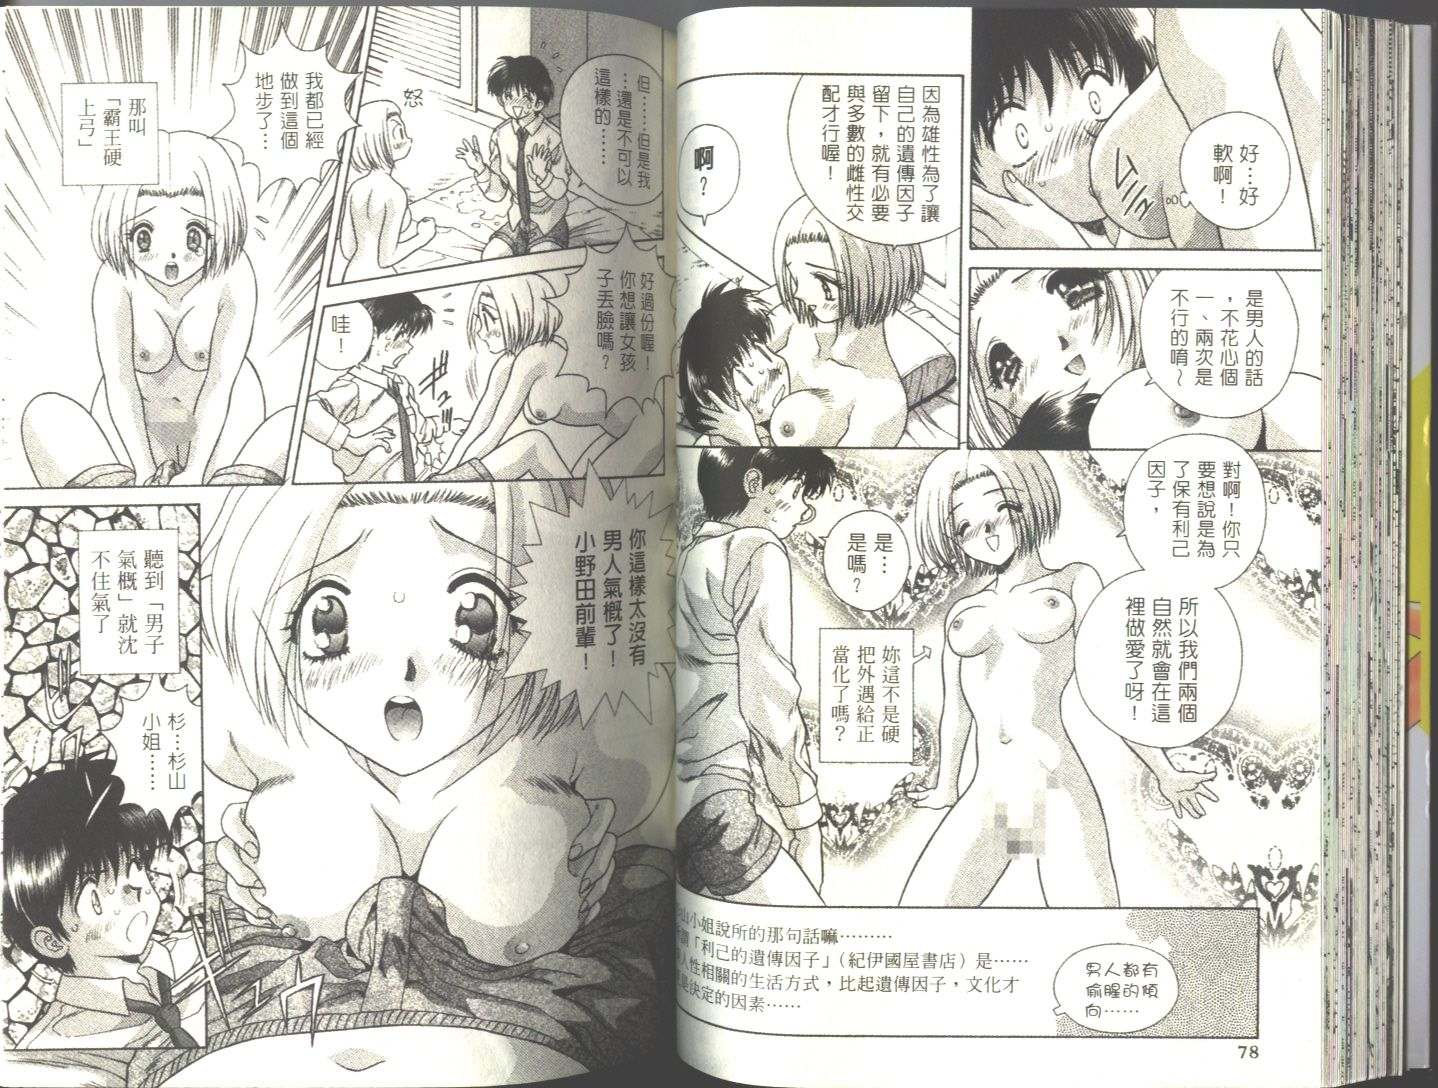 好…好
軟啊！
是男人的話
，不花心個
一、兩次是
不行的唷～
因為雄性為了讓
自己的遺傳因子
留下，就有必要
與多數的雌性交
配才行喔！
啊
？
對啊！你只
要想說是為
了保有利己
因子，
所以我們兩個
自然就會在這
裡做愛了呀！
是…
是嗎？
妳這不是硬
把外遇給正
當化了嗎？
山小姐說所的那句話嘛………
「利己的遺傳因子」（紀伊國屋書店）是……
人性相關的生活方式，比起遺傳因子，文化才
決定的因素……
男人都有
偷腥的傾
向……
78
但……但是我
…還是不可以
這樣的……
怒
我都已經
做到這個
地步了…
那叫
「霸王硬
上弓」
好過份喔！
你想讓女孩
子丟臉嗎？
哇！
你這樣太沒有
男人氣概了！
小野田前輩！
聽到「男子
氣概」就沈
不住氣了
杉…杉山
小姐……